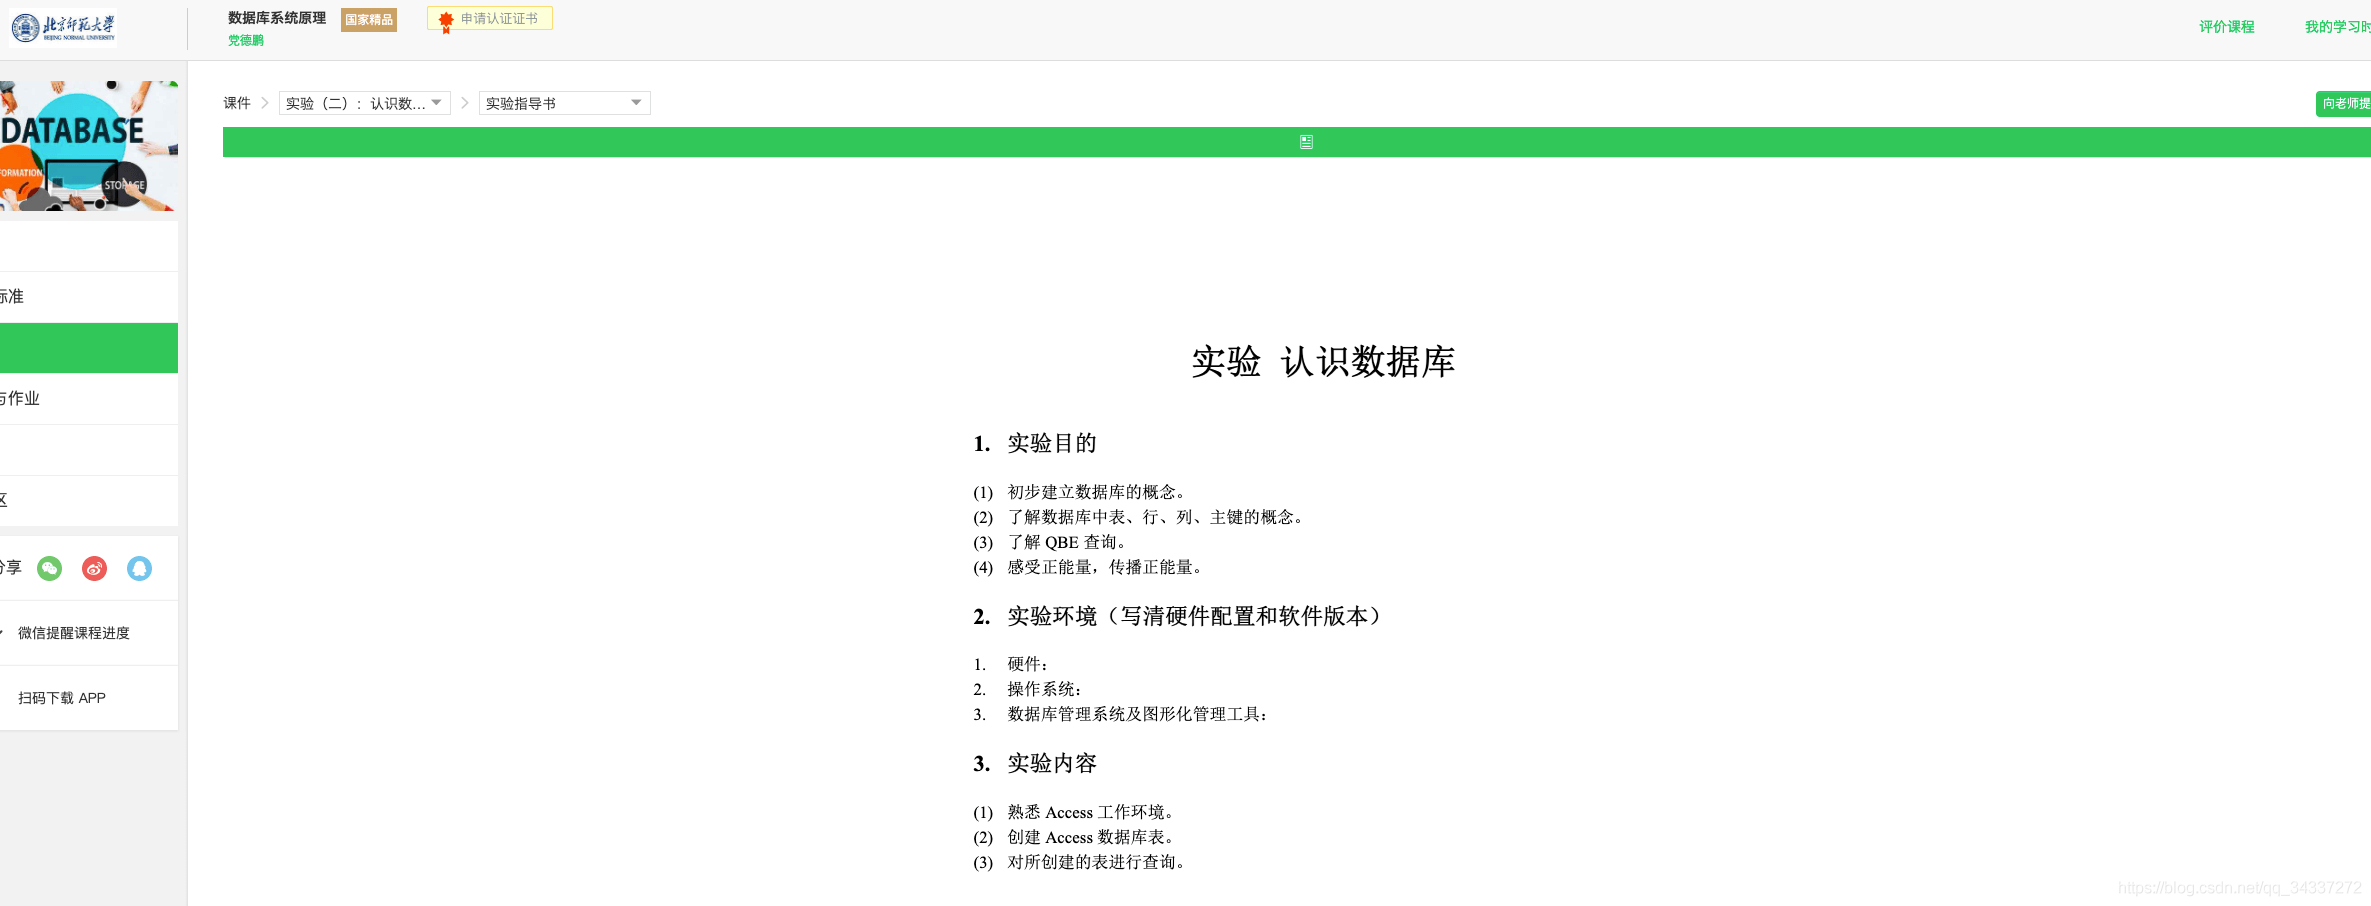 北京师范大学
BEIJING NORMAL UNIVERSITY
数据库系统原理 国家精品 申请认证证书
党德鹏
评价课程 我的学习时
课件 实验（二）：认识数... 实验指导书 向老师提
DATABASE
FORMATION
STORAGE
标准
与作业
区
分享
微信提醒课程进度
扫码下载 APP
实验 认识数据库
1. 实验目的
(1) 初步建立数据库的概念。
(2) 了解数据库中表、行、列、主键的概念。
(3) 了解 QBE 查询。
(4) 感受正能量，传播正能量。
2. 实验环境（写清硬件配置和软件版本）
1. 硬件：
2. 操作系统：
3. 数据库管理系统及图形化管理工具：
3. 实验内容
(1) 熟悉 Access 工作环境。
(2) 创建 Access 数据库表。
(3) 对所创建的表进行查询。
https://blog.csdn.net/qq_34337272